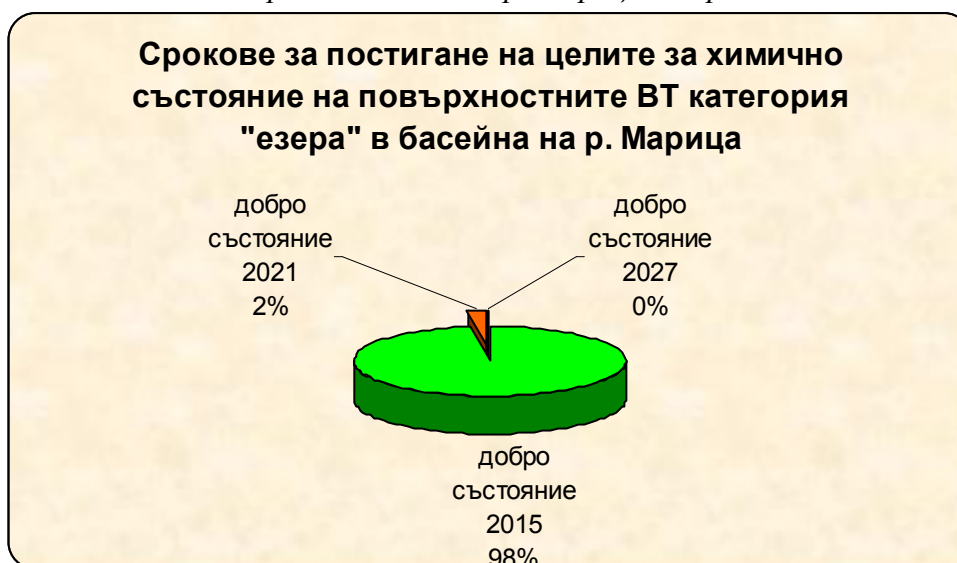 Срокове за постигане на целите за химично
състояние на повърхностните ВТ категория
"езера" в басейна на р. Марица
добро
състояние
2021
2%
добро
състояние
2027
0%
добро
състояние
2015
98%